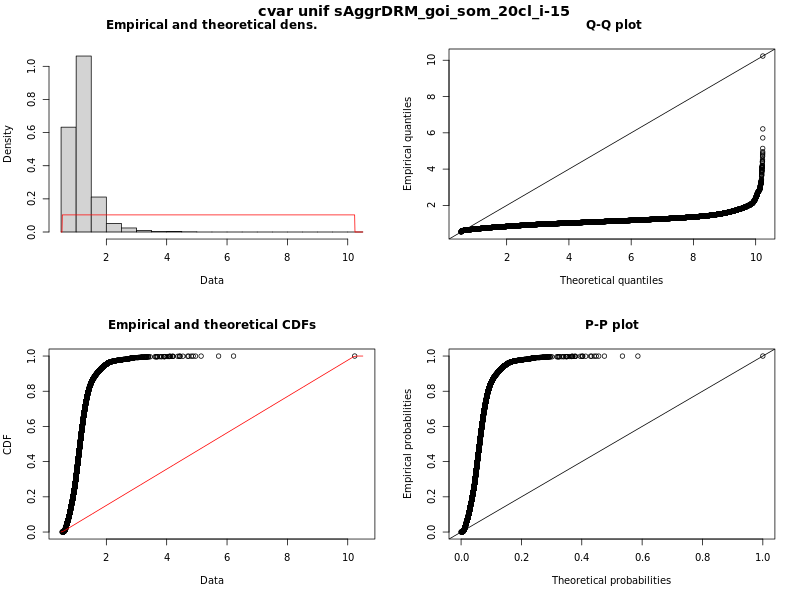 cvar unif sAggrDRM_goi_som_20cl_i-15
Empirical and theoretical dens.
Density
0.0 0.2 0.4 0.6 0.8 1.0
2 4 6 8 10
Data
Q-Q plot
Empirical quantiles
2 4 6 8 10
2 4 6 8 10
Theoretical quantiles
Empirical and theoretical CDFs
CDF
0.0 0.2 0.4 0.6 0.8 1.0
2 4 6 8 10
Data
P-P plot
Empirical probabilities
0.0 0.2 0.4 0.6 0.8 1.0
0.0 0.2 0.4 0.6 0.8 1.0
Theoretical probabilities